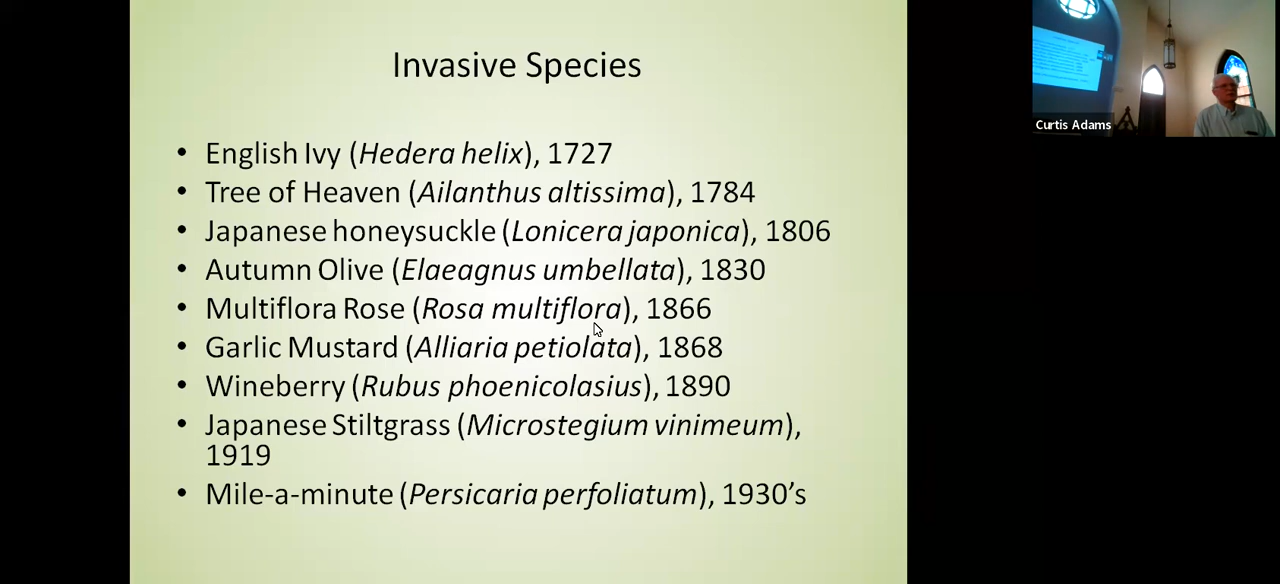 Invasive Species
• English Ivy (Hedera helix), 1727
• Tree of Heaven (Ailanthus altissima), 1784
• Japanese honeysuckle (Lonicera japonica), 1806
• Autumn Olive (Elaeagnus umbellata), 1830
• Multiflora Rose (Rosa multiflora), 1866
• Garlic Mustard (Alliaria petiolata), 1868
• Wineberry (Rubus phoenicolasius), 1890
• Japanese Stiltgrass (Microstegium vinimeum),
1919
• Mile-a-minute (Persicaria perfoliatum), 1930’s
Curtis Adams